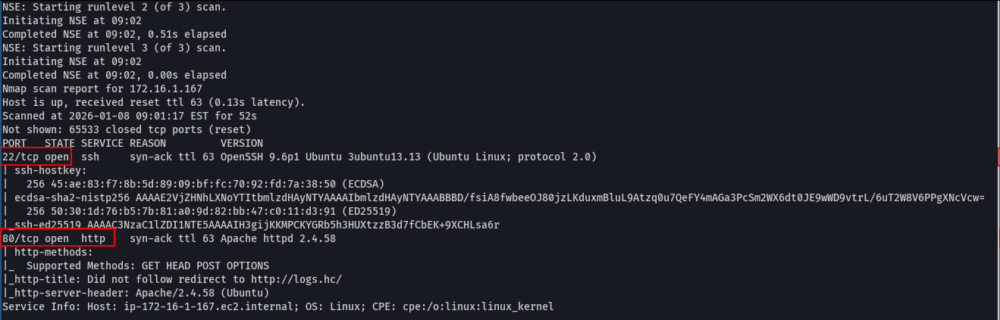 NSE: Starting runlevel 2 (of 3) scan.
Initiating NSE at 09:02
Completed NSE at 09:02, 0.51s elapsed
NSE: Starting runlevel 3 (of 3) scan.
Initiating NSE at 09:02
Completed NSE at 09:02, 0.00s elapsed
Nmap scan report for 172.16.1.167
Host is up, received reset ttl 63 (0.13s latency).
Scanned at 2026-01-08 09:01:17 EST for 52s
Not shown: 65533 closed tcp ports (reset)
PORT   STATE SERVICE REASON         VERSION
22/tcp open  ssh     syn-ack ttl 63 OpenSSH 9.6p1 Ubuntu 3ubuntu13.13 (Ubuntu Linux; protocol 2.0)
| ssh-hostkey:
|   256 45:ae:83:f7:8b:5d:89:09:bf:fc:70:92:fd:7a:38:50 (ECDSA)
| ecdsa-sha2-nistp256 AAAAE2VjZHNhLXNoYTItbmlzdHAyNTYAAAAIbmlzdHAyNTYAAABBBD/fsiA8fwbeeOJ80jzLKduxmBluL9Atzq0u7QeFY4mAGa3PcSm2WX6dt0JE9wWD9vtrL/6uT2W8V6PPgXNcVcw=
|   256 50:30:1d:76:b5:7b:81:a0:9d:82:bb:47:c0:11:d3:91 (ED25519)
|_ssh-ed25519 AAAAC3NzaC1lZDI1NTE5AAAAIH3gijKKMPCKYGRb5h3HUXtzzB3d7fCbEK+9XCHLsa6r
80/tcp open  http    syn-ack ttl 63 Apache httpd 2.4.58
| http-methods:
|_  Supported Methods: GET HEAD POST OPTIONS
|_http-title: Did not follow redirect to http://logs.hc/
|_http-server-header: Apache/2.4.58 (Ubuntu)
Service Info: Host: ip-172-16-1-167.ec2.internal; OS: Linux; CPE: cpe:/o:linux:linux_kernel